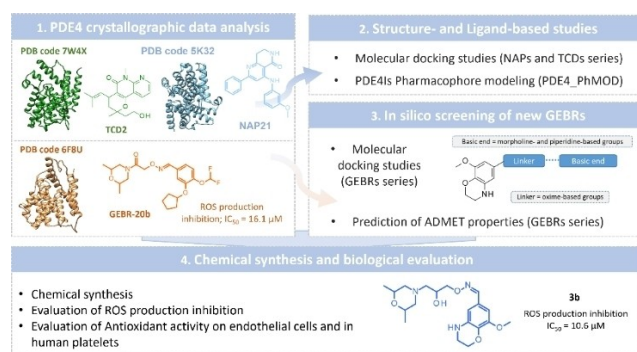 1. PDE4 crystallographic data analysis
PDB code 7W4X
PDB code 5K32
TCD2
NAP21
PDB code 6F8U
GEBR-20b
ROS production
inhibition; IC50 = 16.1 µM
2. Structure- and Ligand-based studies
• Molecular docking studies (NAPs and TCDs series)
• PDE4Is Pharmacophore modeling (PDE4_PhMOD)
3. In silico screening of new GEBRs
• Molecular
docking studies
(GEBRs series)
Basic end = morpholine- and piperidine-based groups
Linker
Basic end
Linker = oxime-based groups
• Prediction of ADMET properties (GEBRs series)
4. Chemical synthesis and biological evaluation
• Chemical synthesis
• Evaluation of ROS production inhibition
• Evaluation of Antioxidant activity on endothelial cells and in
human platelets
3b
ROS production inhibition
IC50 = 10.6 µM